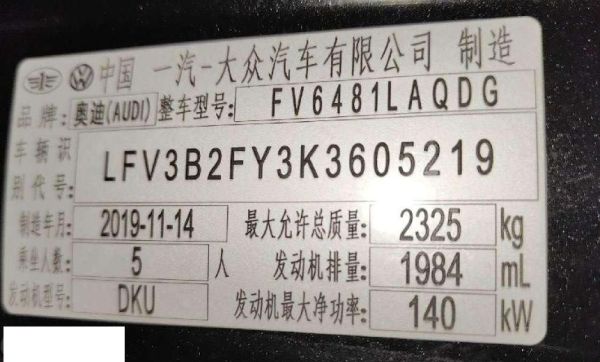 中国 一汽-大众汽车有限公司 制造
品牌: 奥迪(AUDI) 整车型号: FV6481LAQDG
车辆识别代号: LFV3B2FY3K3605219
制造年月: 2019-11-14 最大允许总质量: 2325 kg
乘坐人数: 5 人 发动机排量: 1984 mL
发动机型号: DKU 发动机最大净功率: 140 kW